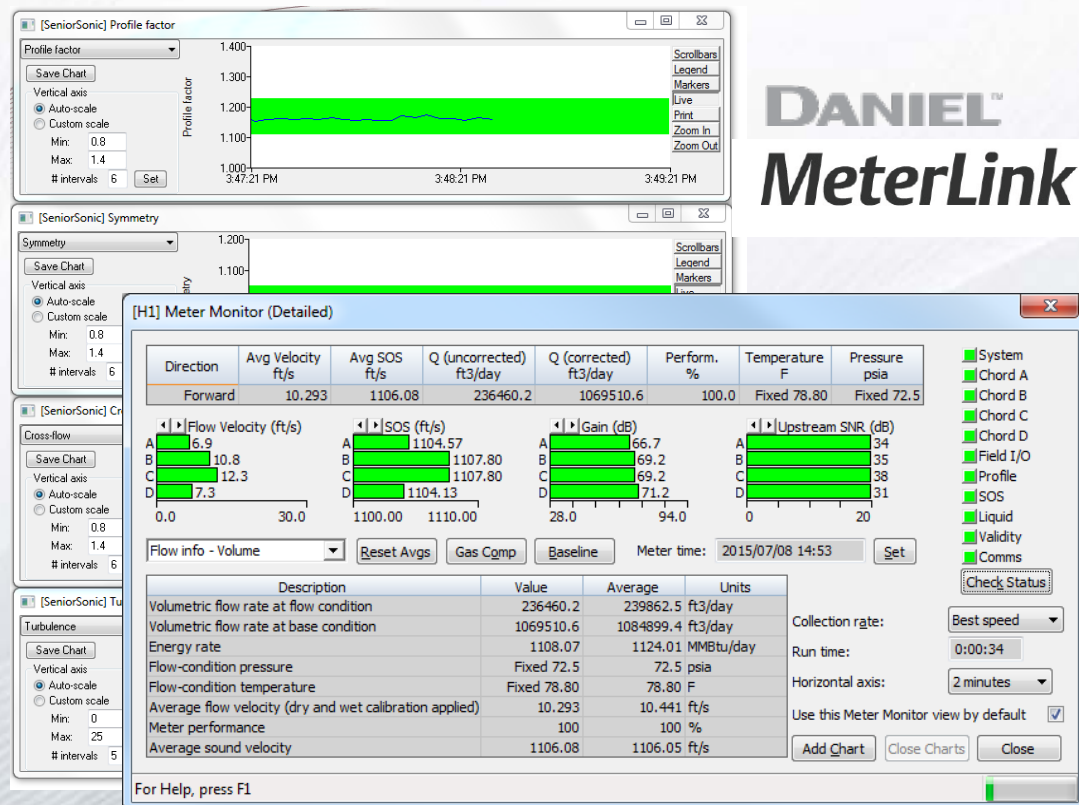 [SeniorSonic] Profile factor
Profile factor
Save Chart
Vertical axis
Auto-scale
Custom scale
Min: 0.8
Max: 1.4
# intervals 6 Set
Profile factor
1.400
1.300
1.200
1.100
1.000
3:47:21 PM 3:48:21 PM 3:49:21 PM
Scrollbars
Legend
Markers
Live
Print
Zoom In
Zoom Out
DANIEL™
MeterLink
[SeniorSonic] Symmetry
Symmetry
Save Chart
Vertical axis
Auto-scale
Custom scale
Min: 0.8
Max: 1.4
# intervals 6
1.200
1.100
Scrollbars
Legend
Markers
[SeniorSonic] Cr
Cross-flow
Save Chart
Vertical axis
Auto-scale
Custom scale
Min: 0.8
Max: 1.4
# intervals 6
[SeniorSonic] Tu
Turbulence
Save Chart
Vertical axis
Auto-scale
Custom scale
Min: 0
Max: 25
# intervals 5
[H1] Meter Monitor (Detailed)
Direction Avg Velocity ft/s Avg SOS ft/s Q (uncorrected) ft3/day Q (corrected) ft3/day Perform. % Temperature F Pressure psia
Forward 10.293 1106.08 236460.2 1069510.6 100.0 Fixed 78.80 Fixed 72.5
Flow Velocity (ft/s)
A 6.9
B 10.8
C 12.3
D 7.3
0.0 30.0
SOS (ft/s)
A 1104.57
B 1107.80
C 1107.80
D 1104.13
1100.00 1110.00
Gain (dB)
A 66.7
B 69.2
C 69.2
D 71.2
28.0 94.0
Upstream SNR (dB)
A 34
B 35
C 38
D 31
0 20
System
Chord A
Chord B
Chord C
Chord D
Field I/O
Profile
SOS
Liquid
Validity
Comms
Check Status
Flow info - Volume Reset Avgs Gas Comp Baseline Meter time: 2015/07/08 14:53 Set
Description Value Average Units
Volumetric flow rate at flow condition 236460.2 239862.5 ft3/day
Volumetric flow rate at base condition 1069510.6 1084899.4 ft3/day
Energy rate 1108.07 1124.01 MMBtu/day
Flow-condition pressure Fixed 72.5 72.5 psia
Flow-condition temperature Fixed 78.80 78.80 F
Average flow velocity (dry and wet calibration applied) 10.293 10.441 ft/s
Meter performance 100 100 %
Average sound velocity 1106.08 1106.05 ft/s
Collection rate: Best speed
Run time: 0:00:34
Horizontal axis: 2 minutes
Use this Meter Monitor view by default
Add Chart Close Charts Close
For Help, press F1